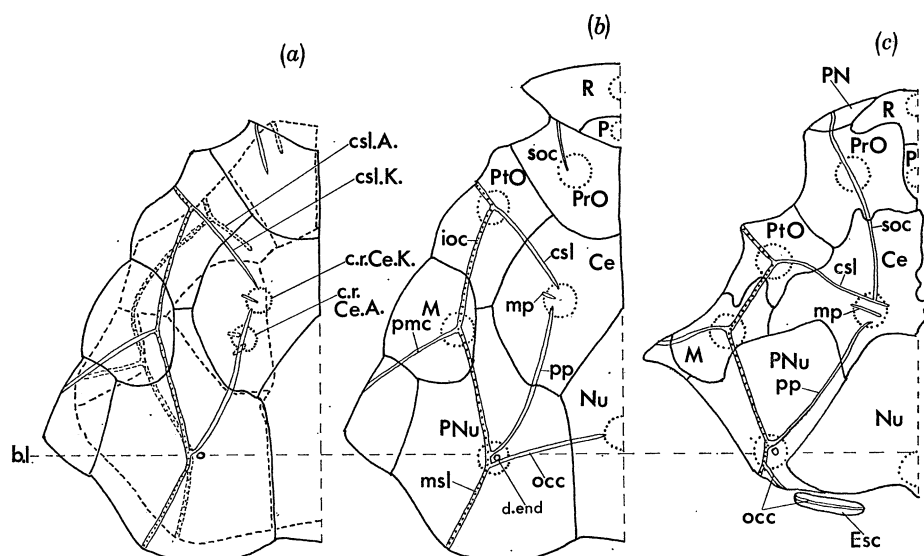 (a)
csl.A.
csl.K.
c.r.Ce.K.
c.r.
Ce.A.
b.l.
(b)
R
P
soc
PrO
PtO
ioc
csl
Ce
mp
M
pmc
pp
PNu
Nu
msl
occ
d.end
(c)
PN
R
PrO
P
PtO
soc
csl
Ce
mp
M
PNu
pp
Nu
occ
Esc